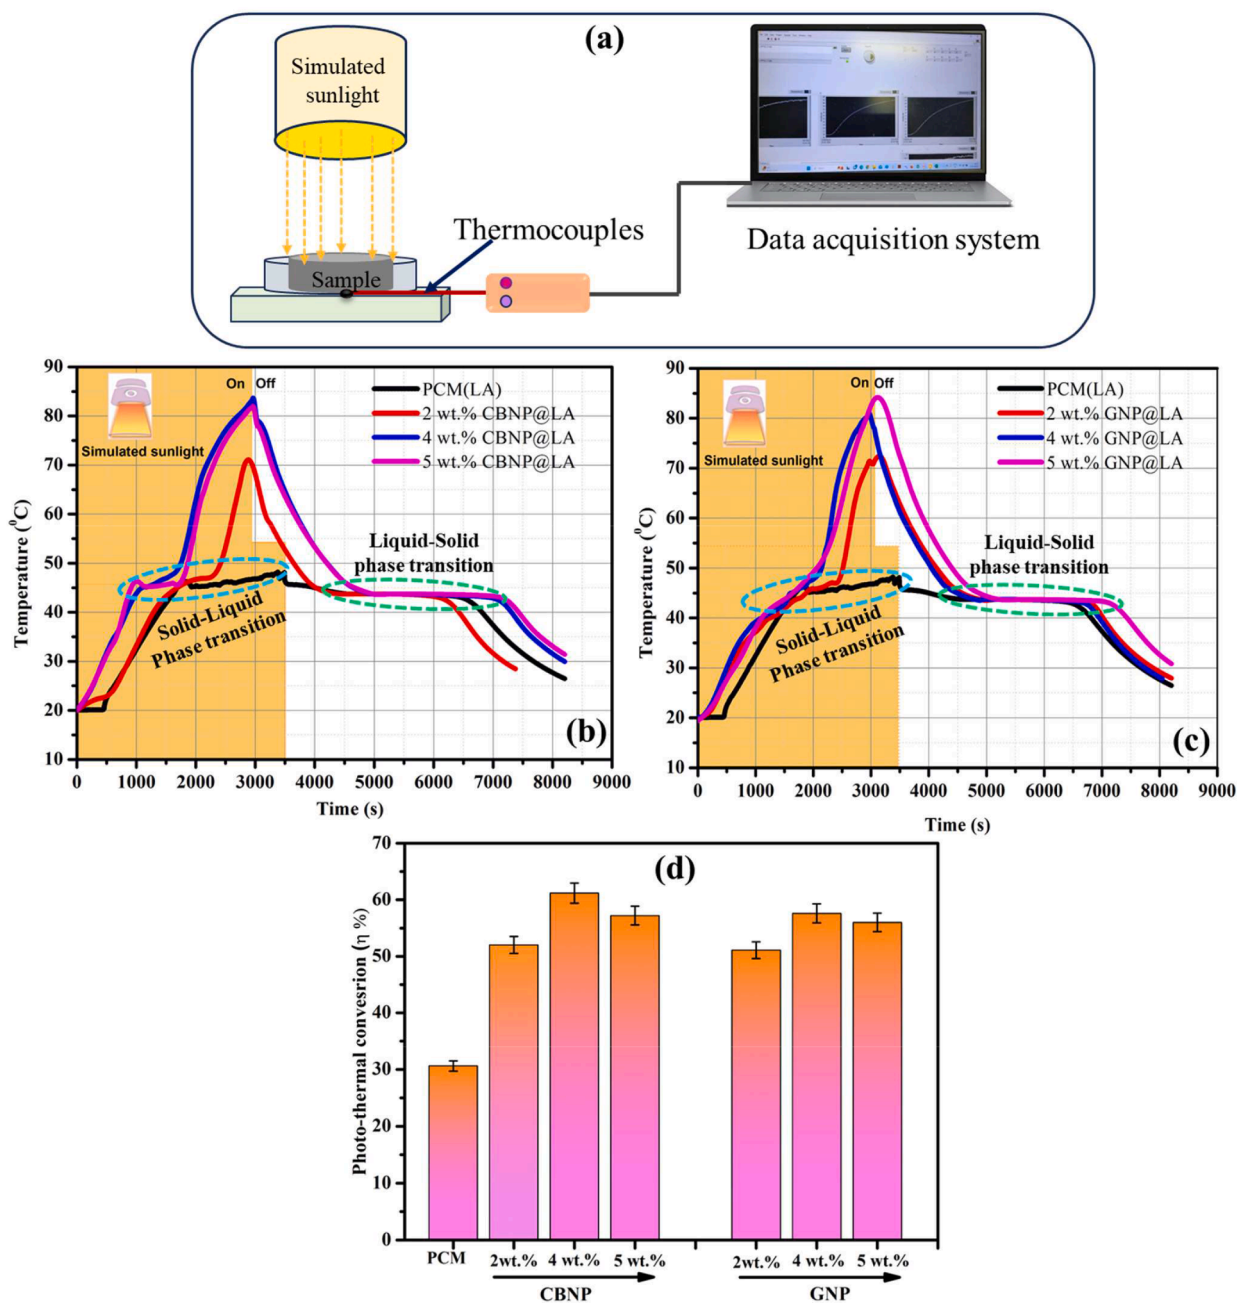 (a)
Simulated
sunlight
Thermocouples
Sample
Data acquisition system
90
80
70
60
50
40
30
20
10
Temperature (⁰C)
On Off
Simulated sunlight
PCM(LA)
2 wt.% CBNP@LA
4 wt.% CBNP@LA
5 wt.% CBNP@LA
Liquid-Solid
phase transition
Solid-Liquid
Phase transition
(b)
0 1000 2000 3000 4000 5000 6000 7000 8000 9000
Time (s)
90
80
70
60
50
40
30
20
10
Temperature (⁰C)
On Off
Simulated sunlight
PCM(LA)
2 wt.% GNP@LA
4 wt.% GNP@LA
5 wt.% GNP@LA
Liquid-Solid
phase transition
Solid-Liquid
Phase transition
(c)
0 1000 2000 3000 4000 5000 6000 7000 8000 9000
Time (s)
70
60
50
40
30
20
10
0
Photo-thermal convesrion (η %)
(d)
PCM 2wt.% 4 wt.% 5 wt.% 2wt.% 4 wt.% 5 wt.%
CBNP GNP